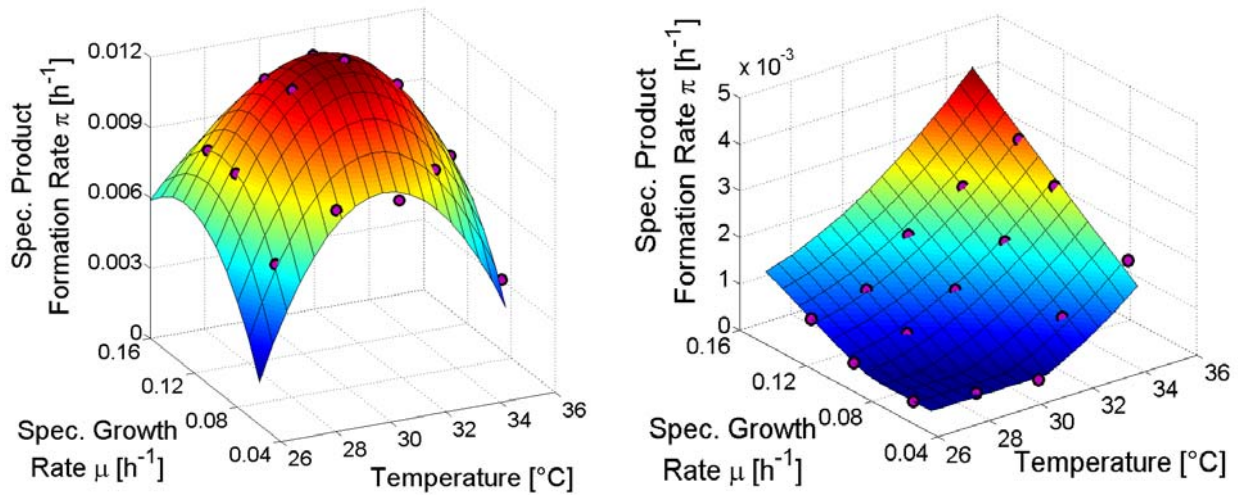 Spec. Product
Formation Rate π [h⁻¹]
0.012
0.009
0.006
0.003
0
0.16
0.12
0.08
0.04
Spec. Growth
Rate μ [h⁻¹]
26
28
30
32
34
36
Temperature [°C]
Spec. Product
Formation Rate π [h⁻¹]
x 10⁻³
5
4
3
2
1
0
0.16
0.12
0.08
0.04
Spec. Growth
Rate μ [h⁻¹]
26
28
30
32
34
36
Temperature [°C]